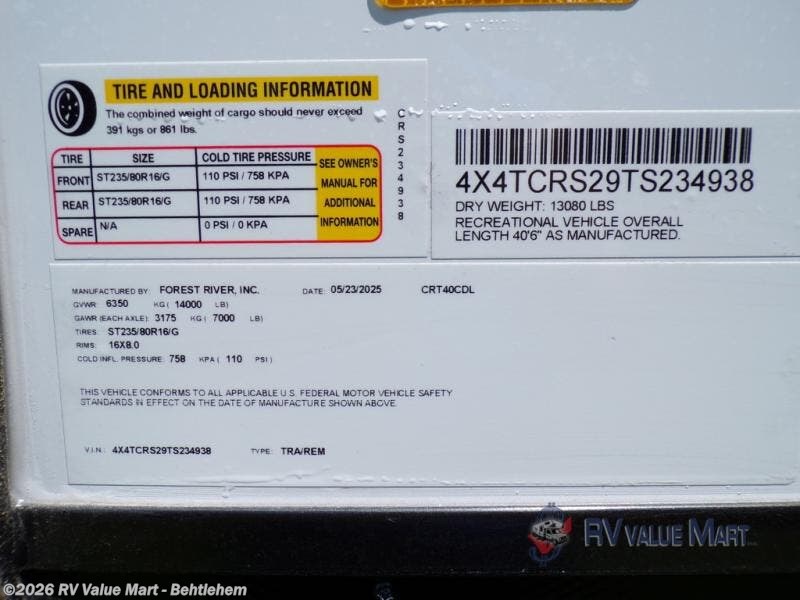 TIRE AND LOADING INFORMATION
The combined weight of cargo should never exceed
391 kgs or 861 lbs.
TIRE SIZE COLD TIRE PRESSURE
FRONT ST235/80R16/G 110 PSI / 758 KPA
REAR ST235/80R16/G 110 PSI / 758 KPA
SPARE N/A 0 PSI / 0 KPA
SEE OWNER'S
MANUAL FOR
ADDITIONAL
INFORMATION
CRS234938
4X4TCRS29TS234938
DRY WEIGHT: 13080 LBS
RECREATIONAL VEHICLE OVERALL
LENGTH 40'6" AS MANUFACTURED.
MANUFACTURED BY: FOREST RIVER, INC. DATE: 05/23/2025 CRT40CDL
GVWR: 6350 KG ( 14000 LB)
GAWR (EACH AXLE): 3175 KG ( 7000 LB)
TIRES: ST235/80R16/G
RIMS: 16X8.0
COLD INFL. PRESSURE: 758 KPA ( 110 PSI )
THIS VEHICLE CONFORMS TO ALL APPLICABLE U.S. FEDERAL MOTOR VEHICLE SAFETY
STANDARDS IN EFFECT ON THE DATE OF MANUFACTURE SHOWN ABOVE.
V.I.N.: 4X4TCRS29TS234938 TYPE: TRA/REM
RV VALUE MART
©2026 RV Value Mart - Behtlehem